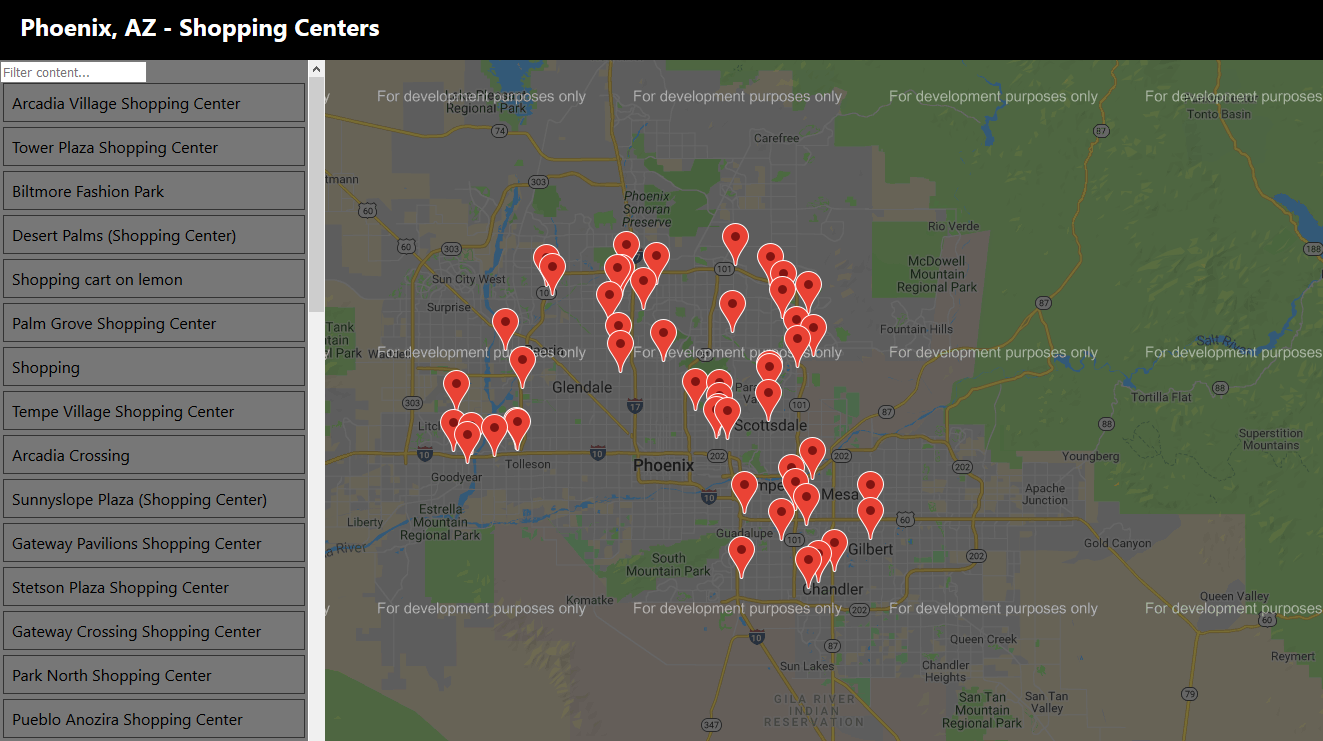 Phoenix, AZ - Shopping Centers
Filter content...
Arcadia Village Shopping Center
Tower Plaza Shopping Center
Biltmore Fashion Park
Desert Palms (Shopping Center)
Shopping cart on lemon
Palm Grove Shopping Center
Shopping
Tempe Village Shopping Center
Arcadia Crossing
Sunnyslope Plaza (Shopping Center)
Gateway Pavilions Shopping Center
Stetson Plaza Shopping Center
Gateway Crossing Shopping Center
Park North Shopping Center
Pueblo Anozira Shopping Center
y For development purposes only For development purposes only For development purposes only For development purposes
Regional Park
Tonto Basin
74
87
Carefree
303
tmann
60
Phoenix
Sonoran
Preserve
Rio Verde
60
303
188
101
McDowell
Mountain
Regional Park
Sun City West
10
Surprise
87
Fountain Hills
Tank
tain
l Park
Salt River
y For development purposes only For development purposes only For development purposes only For development purposes
Glendale
88
303
17
101
87
Tortilla Flat
Scottsdale
88
Superstition
Mountains
10
10
202
202
Youngberg
Tolleson
Phoenix
202
Goodyear
Mesa
Apache
Junction
10
Estrella
Mountain
Regional Park
Liberty
60
Guadalupe
101
Gold Canyon
a River
Gilbert
202
South
Mountain Park
Chandler
Komatke
Queen Valley
y For development purposes only For development purposes only For development purposes only For development purposes
202
60
10
87
Queen Creek
Reymert
Sun Lakes
Chandler
Heights
79
GILA RIVER
INDIAN
RESERVATION
San Tan
Mountain
Regional Park
San Tan
Valley
347